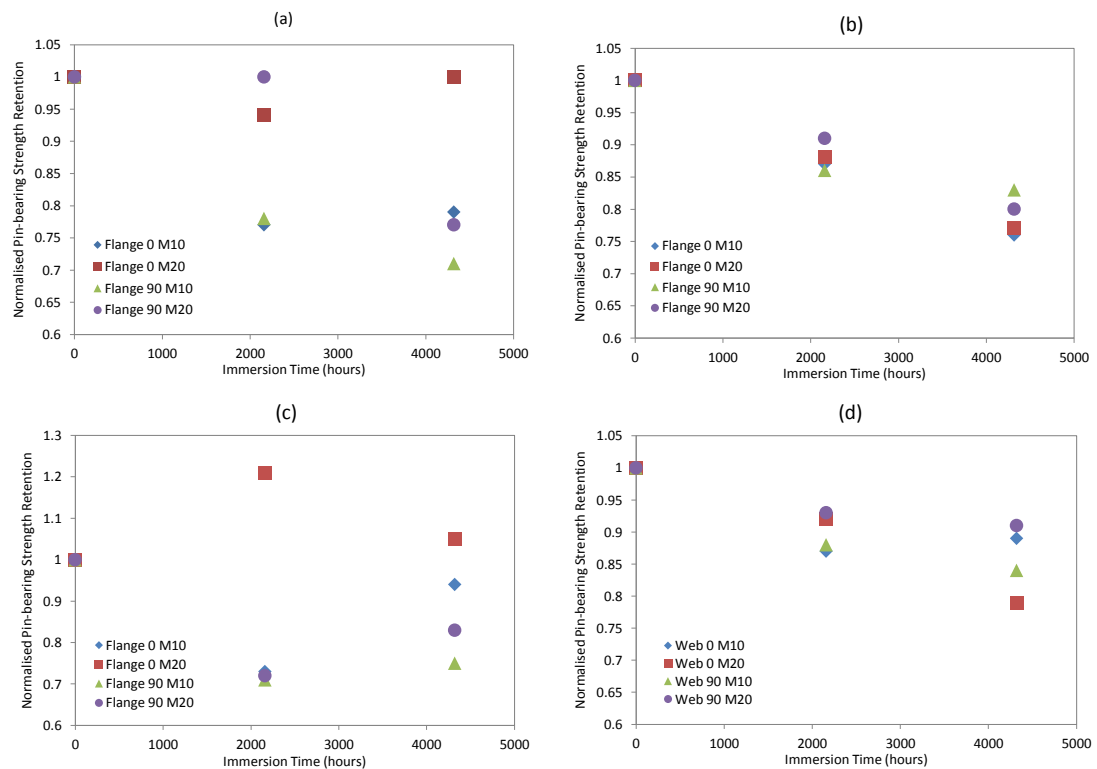 (a)
Normalised Pin-bearing Strength Retention
1.05
1
0.95
0.9
0.85
0.8
0.75
0.7
0.65
0.6
Flange 0 M10
Flange 0 M20
Flange 90 M10
Flange 90 M20
0 1000 2000 3000 4000 5000
Immersion Time (hours)
(b)
Normalised Pin-bearing Strength Retention
1.05
1
0.95
0.9
0.85
0.8
0.75
0.7
0.65
0.6
Flange 0 M10
Flange 0 M20
Flange 90 M10
Flange 90 M20
0 1000 2000 3000 4000 5000
Immersion Time (hours)
(c)
Normalised Pin-bearing Strength Retention
1.3
1.2
1.1
1
0.9
0.8
0.7
0.6
Flange 0 M10
Flange 0 M20
Flange 90 M10
Flange 90 M20
0 1000 2000 3000 4000 5000
Immersion Time (hours)
(d)
Normalised Pin-bearing Strength Retention
1.05
1
0.95
0.9
0.85
0.8
0.75
0.7
0.65
0.6
Web 0 M10
Web 0 M20
Web 90 M10
Web 90 M20
0 1000 2000 3000 4000 5000
Immersion Time (hours)